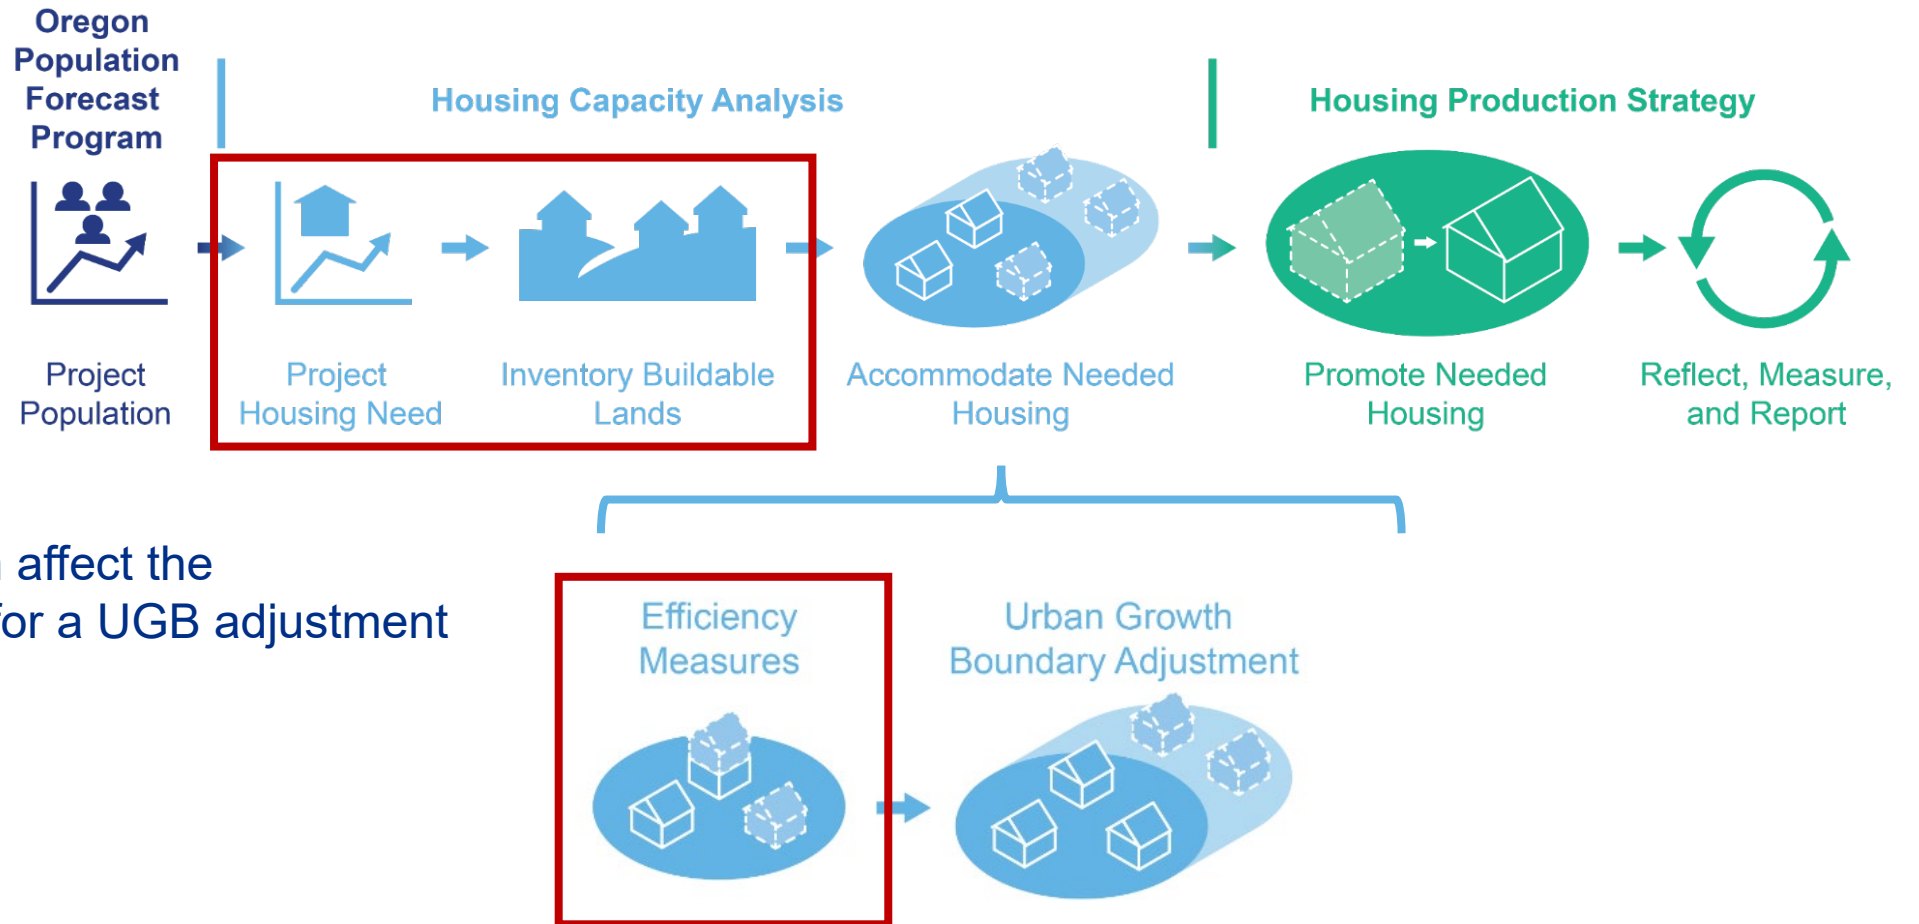 Oregon
Population
Forecast
Program
Housing Capacity Analysis
Housing Production Strategy
Project
Population
Project
Housing Need
Inventory Buildable
Lands
Accommodate Needed
Housing
Promote Needed
Housing
Reflect, Measure,
and Report
affect the
for a UGB adjustment
Efficiency
Measures
Urban Growth
Boundary Adjustment